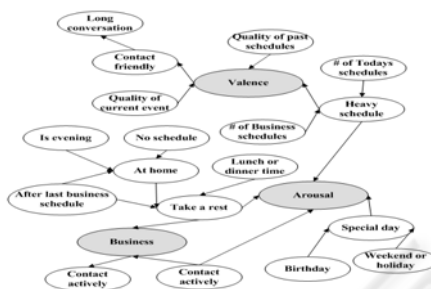 Long
conversation
Quality of past
schedules
Contact
friendly
# of Todays
schedules
Valence
Quality of
current event
Heavy
schedule
# of Business
schedules
Is evening
No schedule
Lunch or
dinner time
At home
After last business
schedule
Take a rest
Arousal
Special day
Business
Contact
actively
Contact
actively
Birthday
Weekend or
holiday